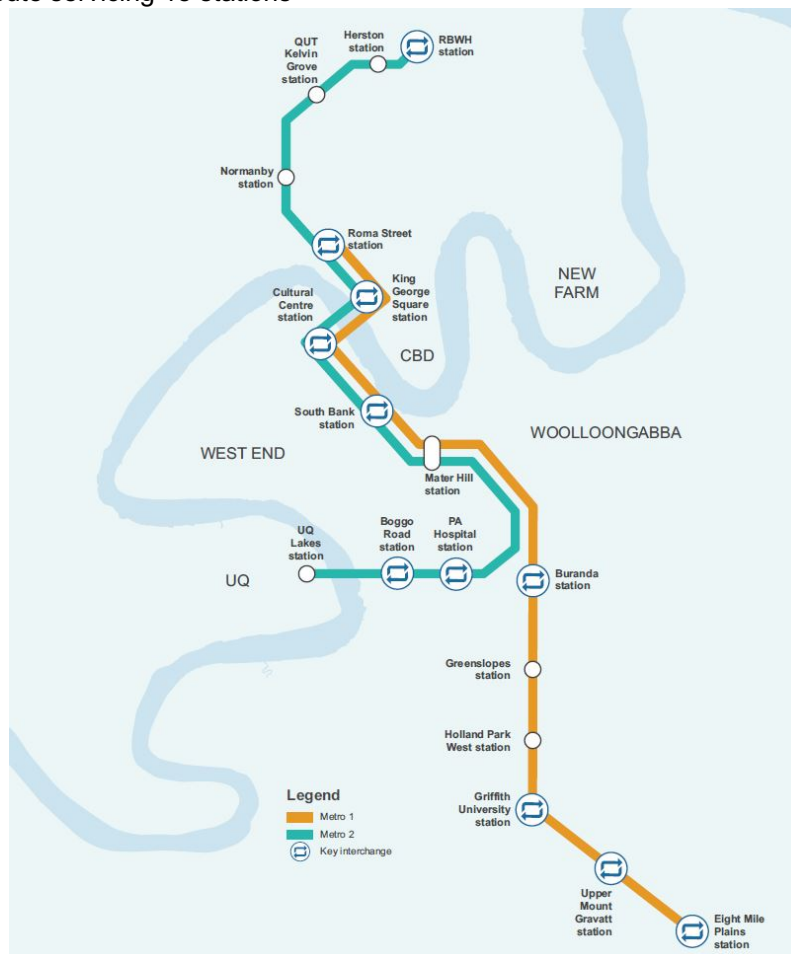 Herston
station
RBWH
station
QUT
Kelvin
Grove
station
Normanby
station
Roma Street
station
King
George
Square
station
Cultural
Centre
station
NEW
FARM
CBD
South Bank
station
WOOLLOONGABBA
WEST END
Mater Hill
station
UQ
Lakes
station
Boggo
Road
station
PA
Hospital
station
UQ
Buranda
station
Greenslopes
station
Holland Park
West station
Griffith
University
station
Legend
Metro 1
Metro 2
Key interchange
Upper
Mount
Gravatt
station
Eight Mile
Plains
station